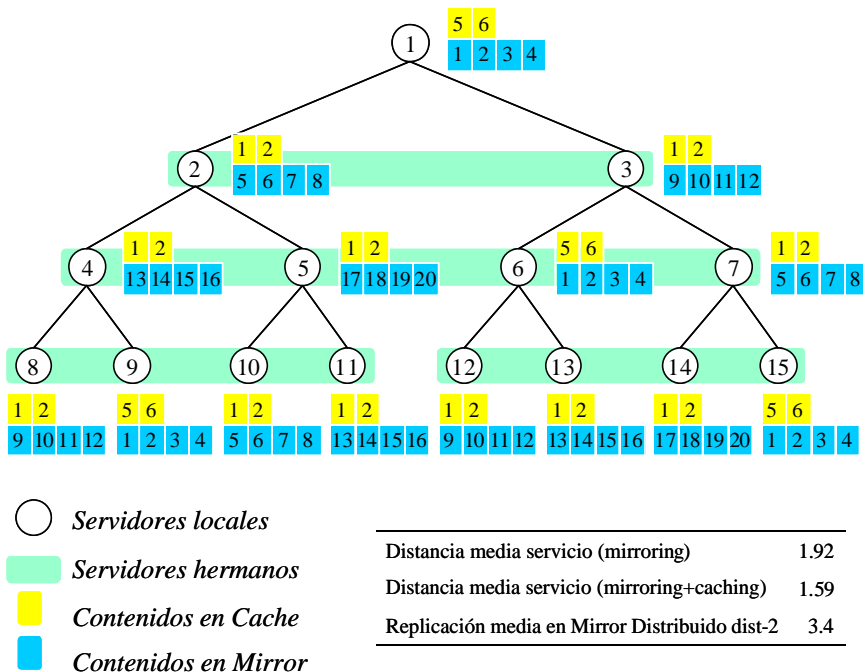 5 6
1
1 2 3 4
1 2
1 2
2
3
5 6 7 8
9 10 11 12
1 2
1 2
5 6
1 2
4
5
6
7
13 14 15 16
17 18 19 20
1 2 3 4
5 6 7 8
8
9
10
11
12
13
14
15
1 2
5 6
1 2
1 2
1 2
1 2
1 2
5 6
9 10 11 12
1 2 3 4
5 6 7 8
13 14 15 16
9 10 11 12
13 14 15 16
17 18 19 20
1 2 3 4
Servidores locales
Servidores hermanos
Contenidos en Cache
Contenidos en Mirror
Distancia media servicio (mirroring) 1.92
Distancia media servicio (mirroring+caching) 1.59
Replicación media en Mirror Distribuido dist-2 3.4